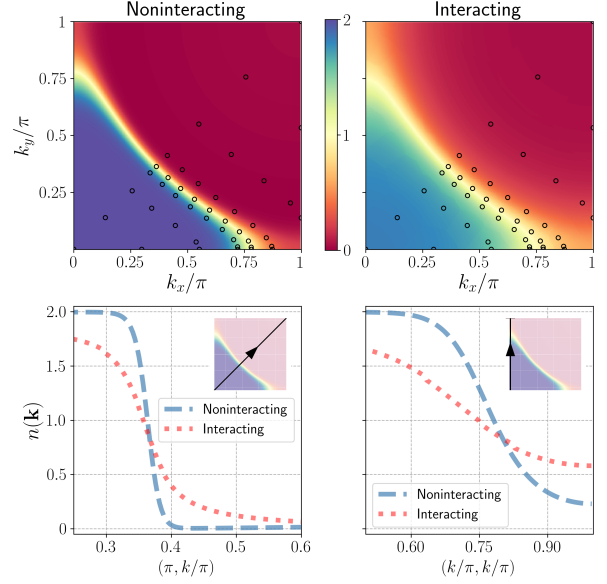 Noninteracting
Interacting
1
0.75
0.5
0.25
k_y/π
0
0.25
0.5
0.75
1
k_x/π
2
1
0
0
0.25
0.5
0.75
1
k_x/π
2.0
1.5
1.0
0.5
0
n(k)
Noninteracting
Interacting
0.3
0.4
0.5
0.6
(π, k/π)
Noninteracting
Interacting
0.60
0.75
0.90
(k/π, k/π)